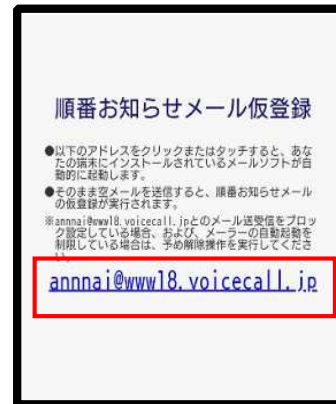 順番お知らせメール仮登録
●以下のアドレスをクリックまたはタッチすると、あな
たの端末にインストールされているメールソフトが自
動的に起動します。
●そのまま空メールを送信すると、順番お知らせメール
の仮登録が実行されます。
※annnai@www18.voicecall.jpとのメール送受信をブロッ
ク設定している場合、および、メーラーの自動起動を
制限している場合は、予め解除操作を実行してくださ
い。
annnai@www18.voicecall.jp